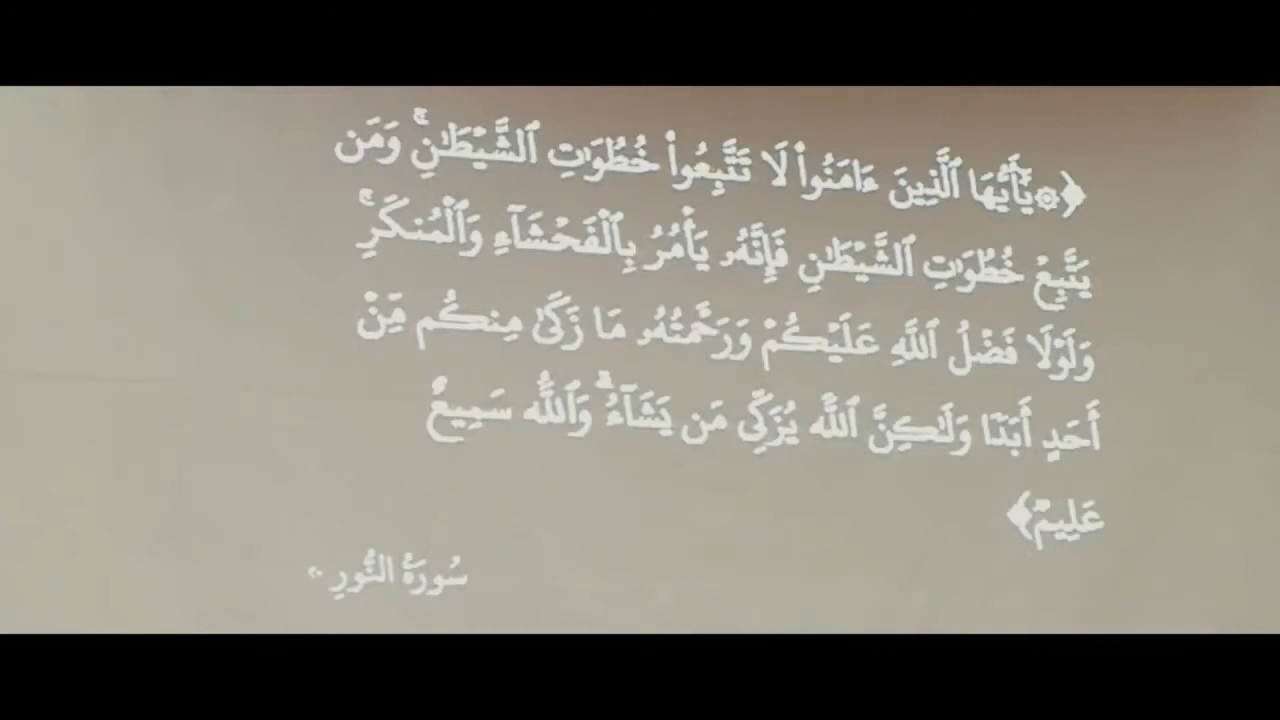 ﴿۞يَٰٓأَيُّهَا ٱلَّذِينَ ءَامَنُوا۟ لَا تَتَّبِعُوا۟ خُطُوَٰتِ ٱلشَّيْطَٰنِۚ وَمَن
يَتَّبِعْ خُطُوَٰتِ ٱلشَّيْطَٰنِ فَإِنَّهُۥ يَأْمُرُ بِٱلْفَحْشَآءِ وَٱلْمُنكَرِۚ
وَلَوْلَا فَضْلُ ٱللَّهِ عَلَيْكُمْ وَرَحْمَتُهُۥ مَا زَكَىٰ مِنكُم مِّنْ
أَحَدٍ أَبَدًا وَلَٰكِنَّ ٱللَّهَ يُزَكِّى مَن يَشَآءُۗ وَٱللَّهُ سَمِيعٌ
عَلِيمٌ﴾
سُورَةُ النُّورِ